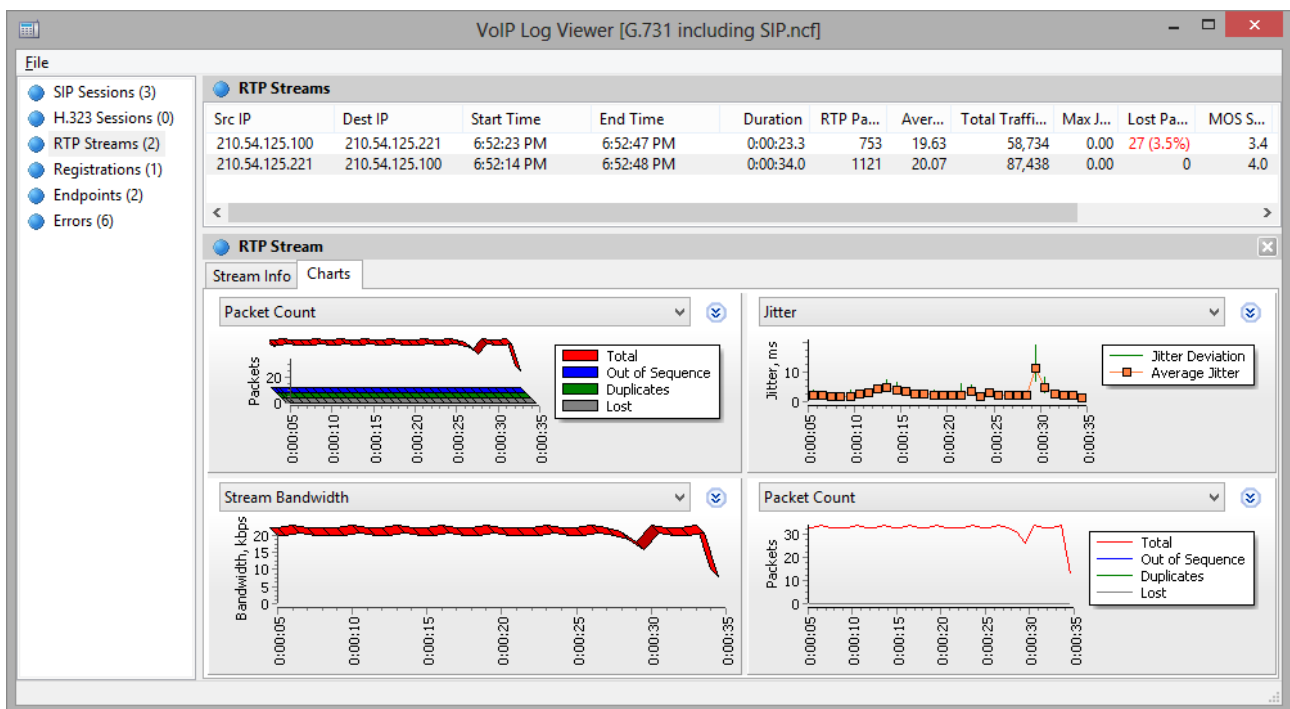 VoIP Log Viewer [G.731 including SIP.ncf]
File
SIP Sessions (3)
H.323 Sessions (0)
RTP Streams (2)
Registrations (1)
Endpoints (2)
Errors (6)
RTP Streams
Src IP Dest IP Start Time End Time Duration RTP Pa... Aver... Total Traffi... Max J... Lost Pa... MOS S...
210.54.125.100 210.54.125.221 6:52:23 PM 6:52:47 PM 0:00:23.3 753 19.63 58,734 0.00 27 (3.5%) 3.4
210.54.125.221 210.54.125.100 6:52:14 PM 6:52:48 PM 0:00:34.0 1121 20.07 87,438 0.00 0 4.0
RTP Stream
Stream Info Charts
Packet Count
Packets
20
0
0:00:05 0:00:10 0:00:15 0:00:20 0:00:25 0:00:30 0:00:35
Total
Out of Sequence
Duplicates
Lost
Jitter
Jitter, ms
10
0
0:00:05 0:00:10 0:00:15 0:00:20 0:00:25 0:00:30 0:00:35
Jitter Deviation
Average Jitter
Stream Bandwidth
Bandwidth, kbps
20
15
10
5
0
0:00:05 0:00:10 0:00:15 0:00:20 0:00:25 0:00:30 0:00:35
Packet Count
Packets
30
20
10
0
0:00:05 0:00:10 0:00:15 0:00:20 0:00:25 0:00:30 0:00:35
Total
Out of Sequence
Duplicates
Lost